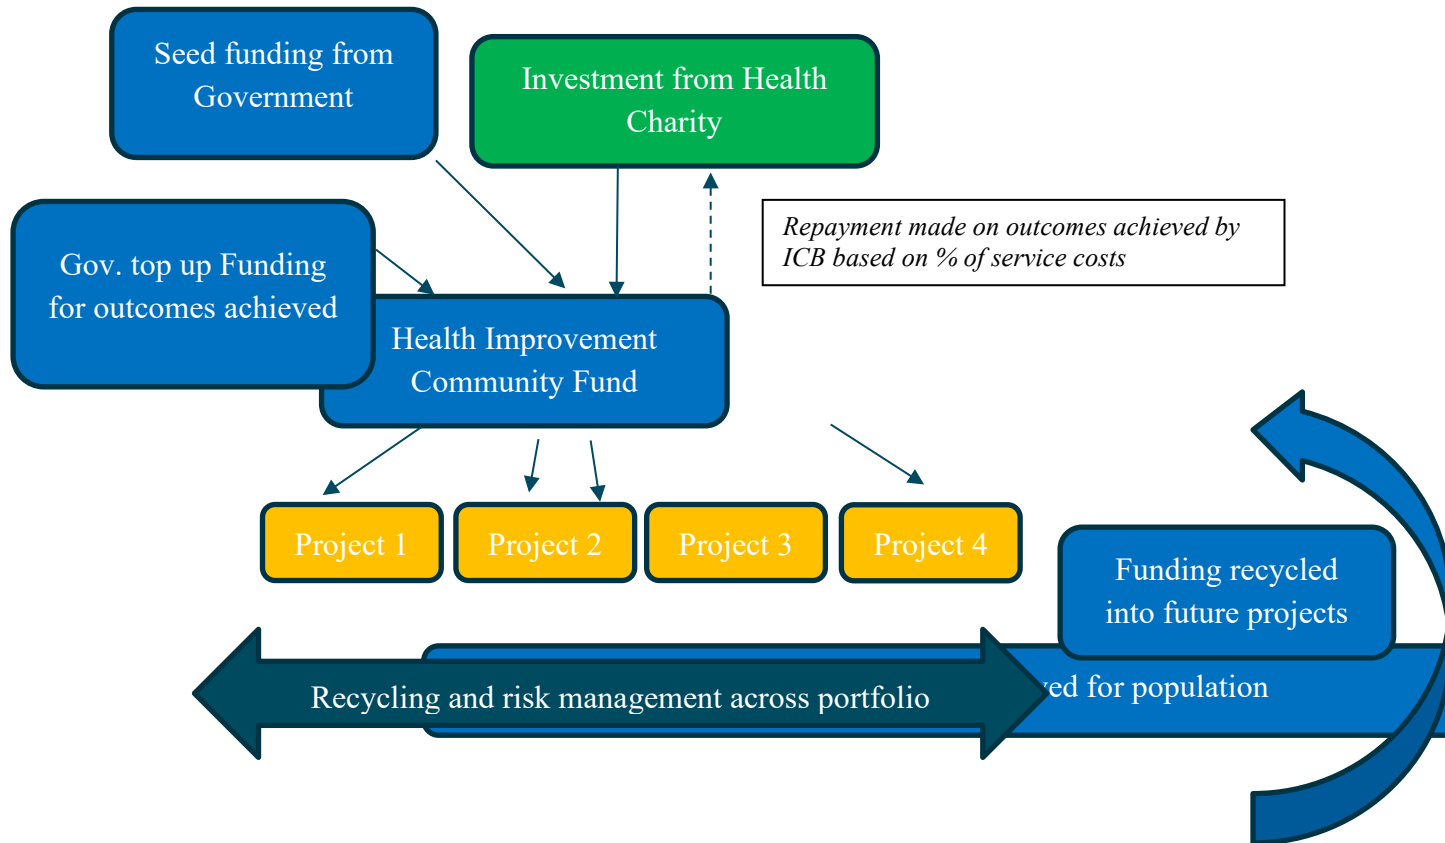 Seed funding from
Government
Investment from Health
Charity
Repayment made on outcomes achieved by
ICB based on % of service costs
Gov. top up Funding
for outcomes achieved
Health Improvement
Community Fund
Project 1
Project 2
Project 3
Project 4
Funding recycled
into future projects
Recycling and risk management across portfolio
for population